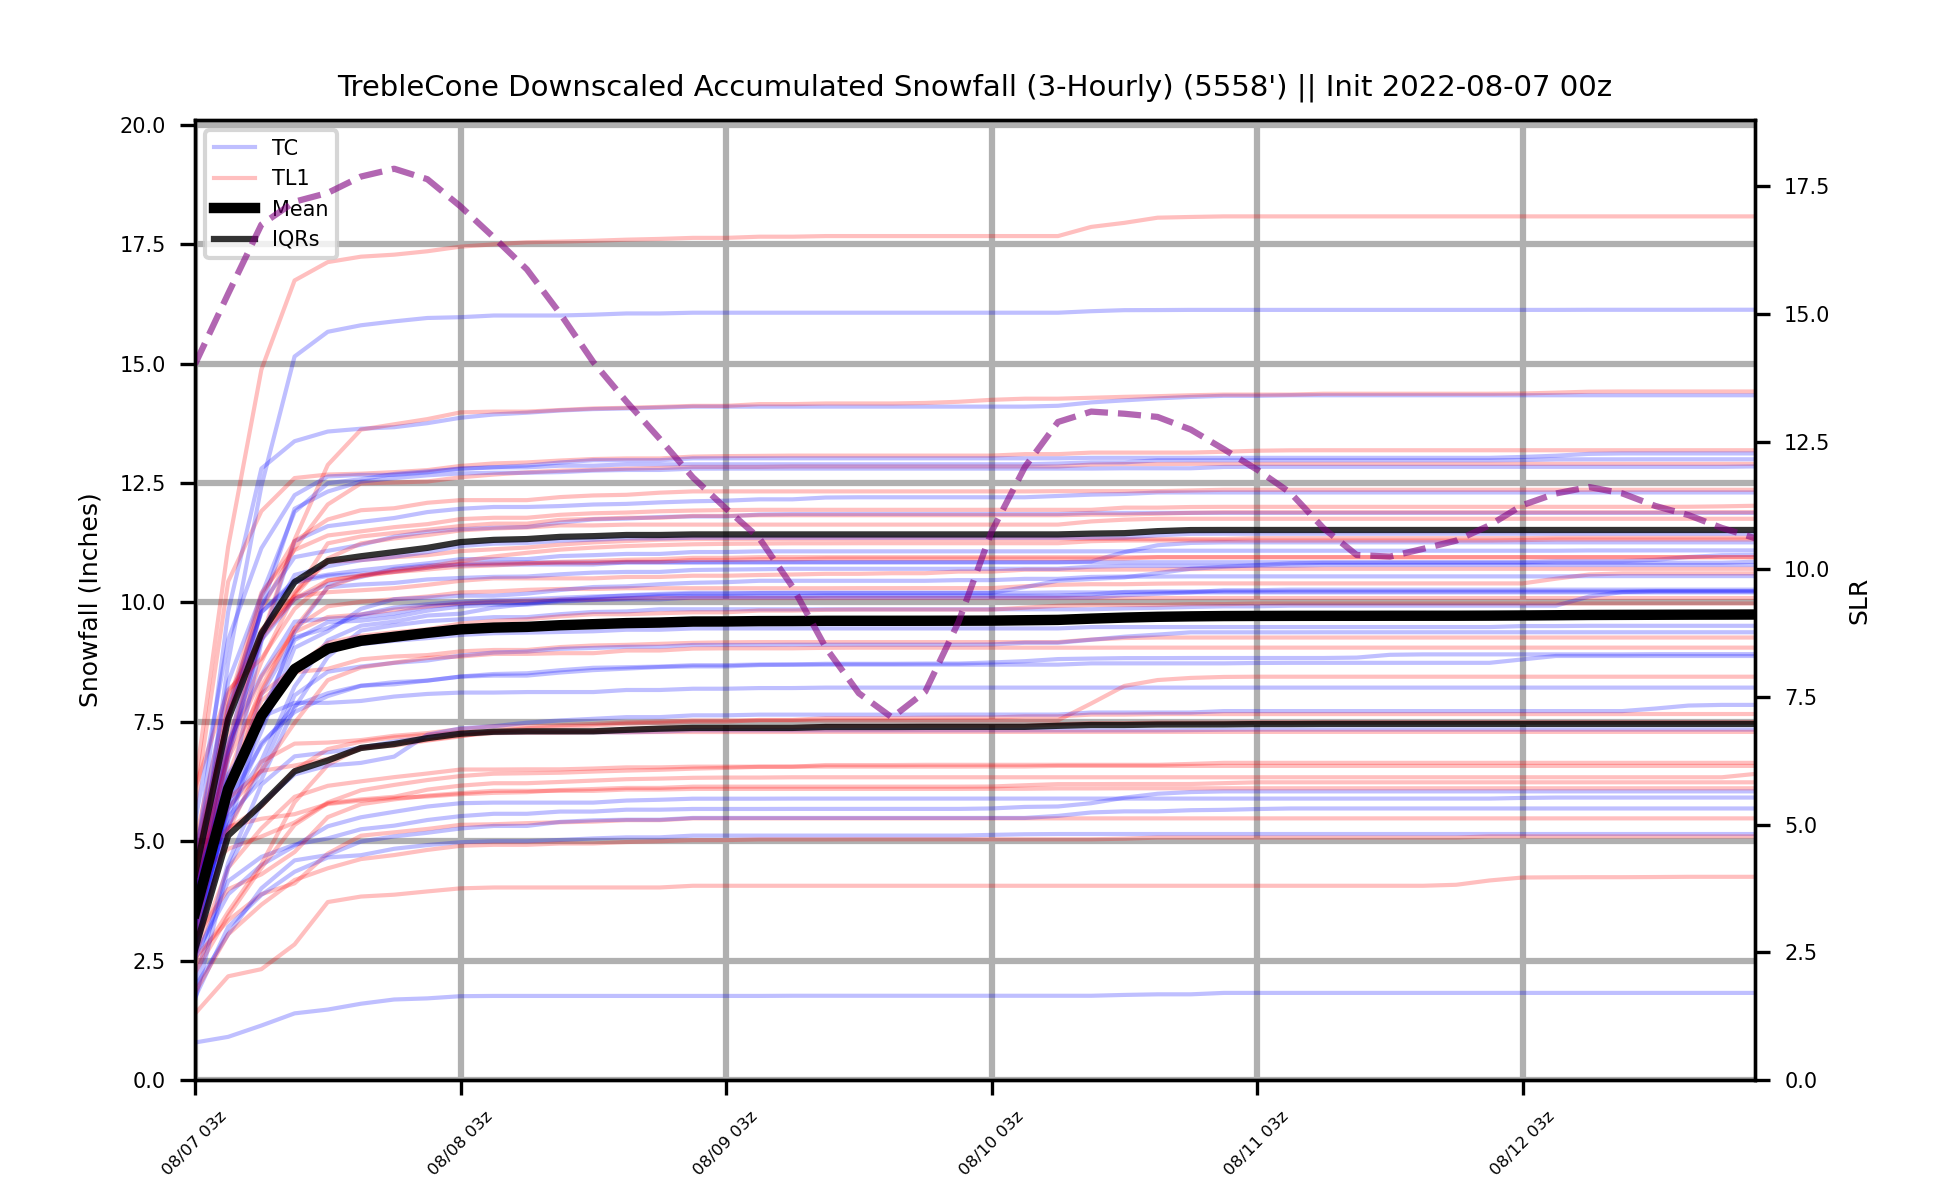 TrebleCone Downscaled Accumulated Snowfall (3-Hourly) (5558') || Init 2022-08-07 00z
TC
TL1
Mean
IQRs
Snowfall (Inches)
20.0
17.5
15.0
12.5
10.0
7.5
5.0
2.5
0.0
17.5
15.0
12.5
10.0
7.5
5.0
2.5
0.0
SLR
08/07 03z
08/08 03z
08/09 03z
08/10 03z
08/11 03z
08/12 03z